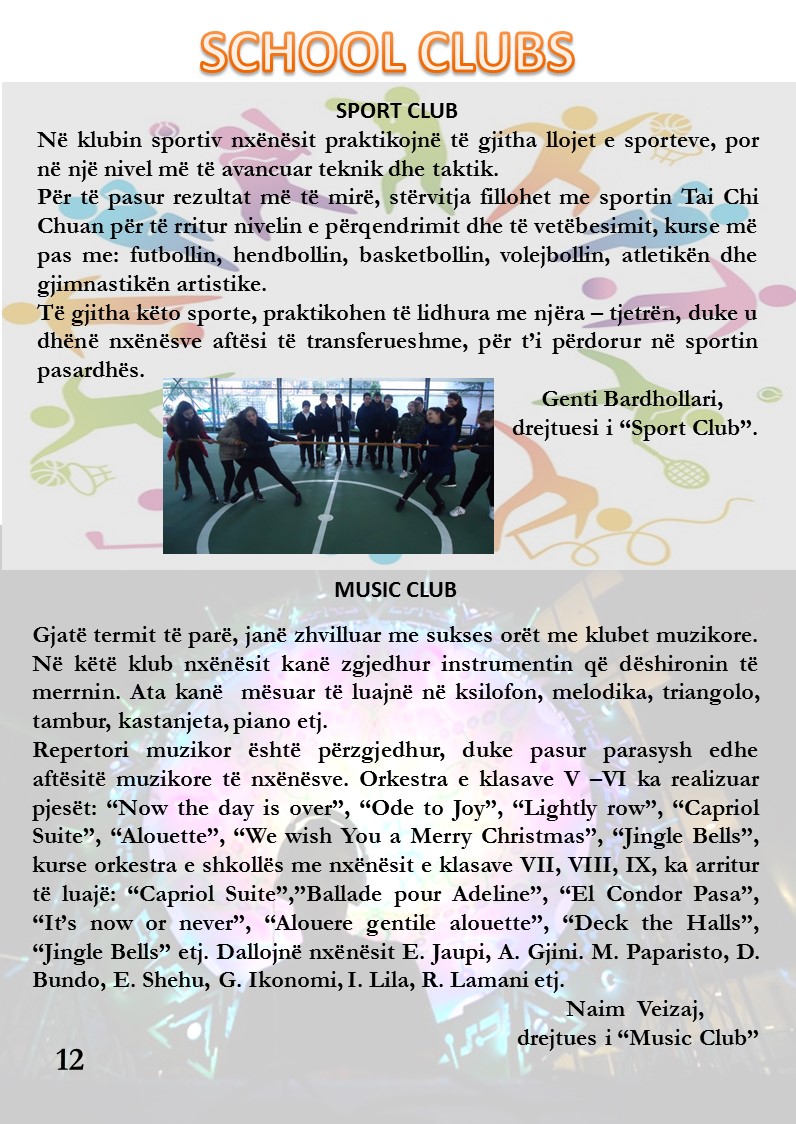 SCHOOL CLUBS
SPORT CLUB
Në klubin sportiv nxënësit praktikojnë të gjitha llojet e sporteve, por
në një nivel më të avancuar teknik dhe taktik.
Për të pasur rezultat më të mirë, stërvitja fillohet me sportin Tai Chi
Chuan për të rritur nivelin e përqendrimit dhe të vetëbesimit, kurse më
pas me: futbollin, hendbollin, basketbollin, volejbollin, atletikën dhe
gjimnastikën artistike.
Të gjitha këto sporte, praktikohen të lidhura me njëra – tjetrën, duke u
dhënë nxënësve aftësi të transferueshme, për t’i përdorur në sportin
pasardhës.
Genti Bardhollari,
drejtuesi i “Sport Club”.
MUSIC CLUB
Gjatë termit të parë, janë zhvilluar me sukses orët me klubet muzikore.
Në këtë klub nxënësit kanë zgjedhur instrumentin që dëshironin të
merrnin. Ata kanë mësuar të luajnë në ksilofon, melodika, triangolo,
tambur, kastanjeta, piano etj.
Repertori muzikor është përzgjedhur, duke pasur parasysh edhe
aftësitë muzikore të nxënësve. Orkestra e klasave V –VI ka realizuar
pjesët: “Now the day is over”, “Ode to Joy”, “Lightly row”, “Capriol
Suite”, “Alouette”, “We wish You a Merry Christmas”, “Jingle Bells”,
kurse orkestra e shkollës me nxënësit e klasave VII, VIII, IX, ka arritur
të luajë: “Capriol Suite”,”Ballade pour Adeline”, “El Condor Pasa”,
“It’s now or never”, “Alouere gentile alouette”, “Deck the Halls”,
“Jingle Bells” etj. Dallojnë nxënësit E. Jaupi, A. Gjini. M. Paparisto, D.
Bundo, E. Shehu, G. Ikonomi, I. Lila, R. Lamani etj.
Naim Veizaj,
drejtues i “Music Club”
12